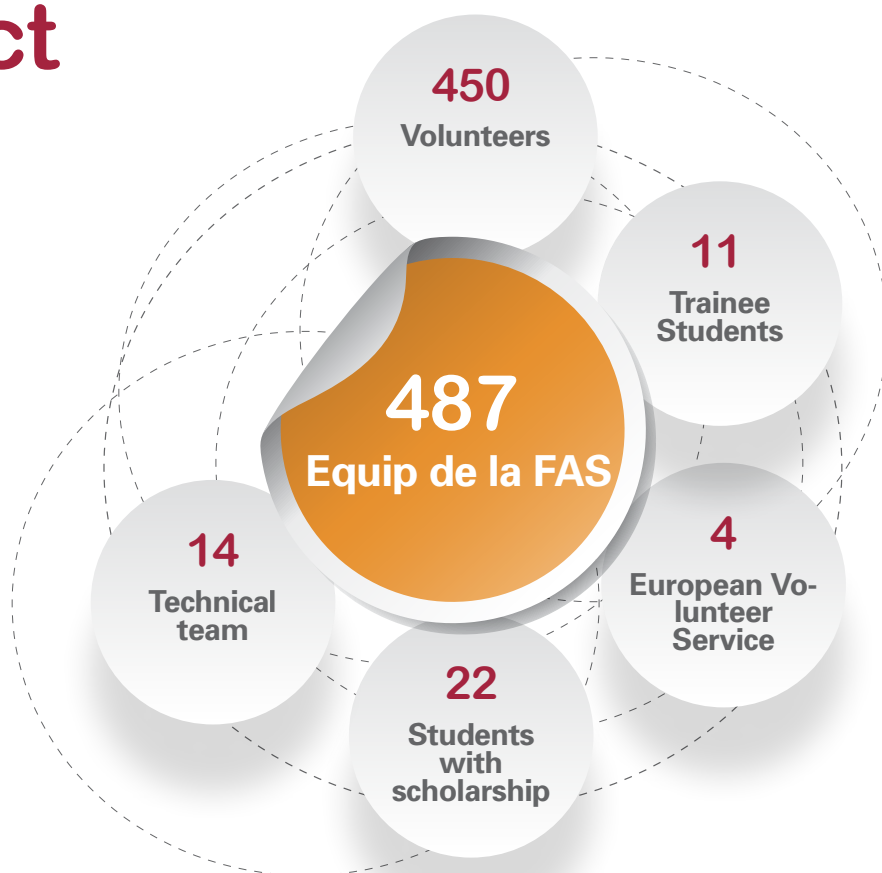 ct
450
Volunteers
11
Trainee
Students
487
Equip de la FAS
4
European Vo-
lunteer
Service
14
Technical
team
22
Students
with
scholarship